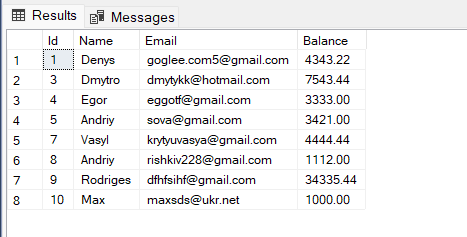 Results Messages
Id Name Email Balance
1 1 Denys goglee.com5@gmail.com 4343.22
2 3 Dmytro dmytykk@hotmail.com 7543.44
3 4 Egor eggotf@gmail.com 3333.00
4 5 Andriy sova@gmail.com 3421.00
5 7 Vasyl krytyuvasya@gmail.com 4444.44
6 8 Andriy rishkiv228@gmail.com 1112.00
7 9 Rodriges dfhfsihf@gmail.com 34335.44
8 10 Max maxsds@ukr.net 1000.00